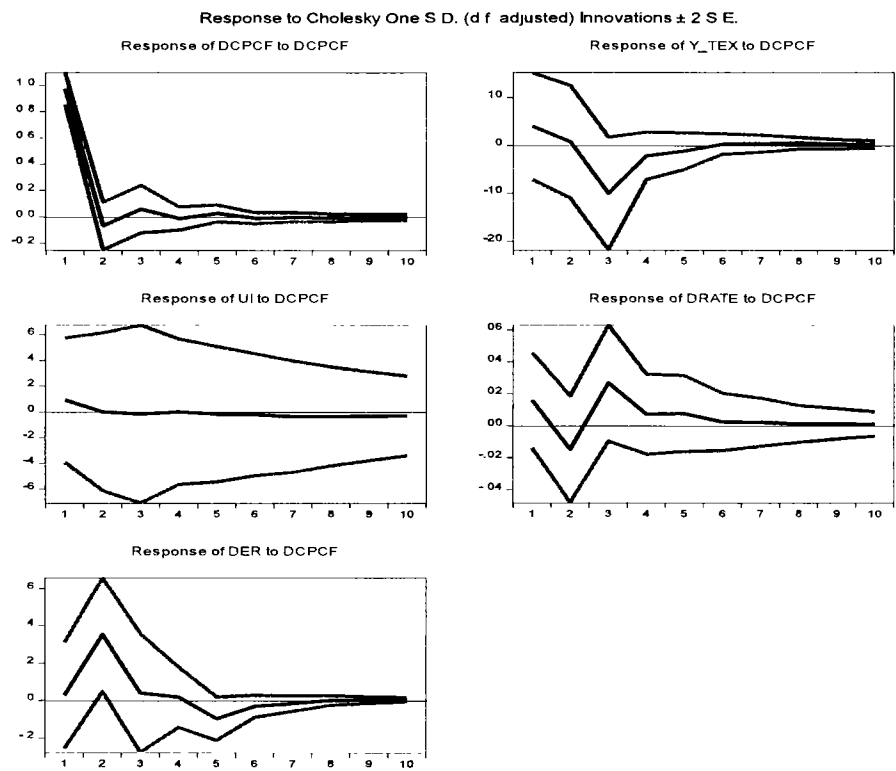 Response to Cholesky One S D. (d f adjusted) Innovations ± 2 S E.
Response of DCPCF to DCPCF
1 0
0 8
0 6
0 4
0 2
0 0
-0 2
1 2 3 4 5 6 7 8 9 10
Response of Y_TEX to DCPCF
10
0
-10
-20
1 2 3 4 5 6 7 8 9 10
Response of UI to DCPCF
6
4
2
0
-2
-4
-6
1 2 3 4 5 6 7 8 9 10
Response of DRATE to DCPCF
06
04
02
00
-.02
-04
1 2 3 4 5 6 7 8 9 10
Response of DER to DCPCF
6
4
2
0
-2
1 2 3 4 5 6 7 8 9 10